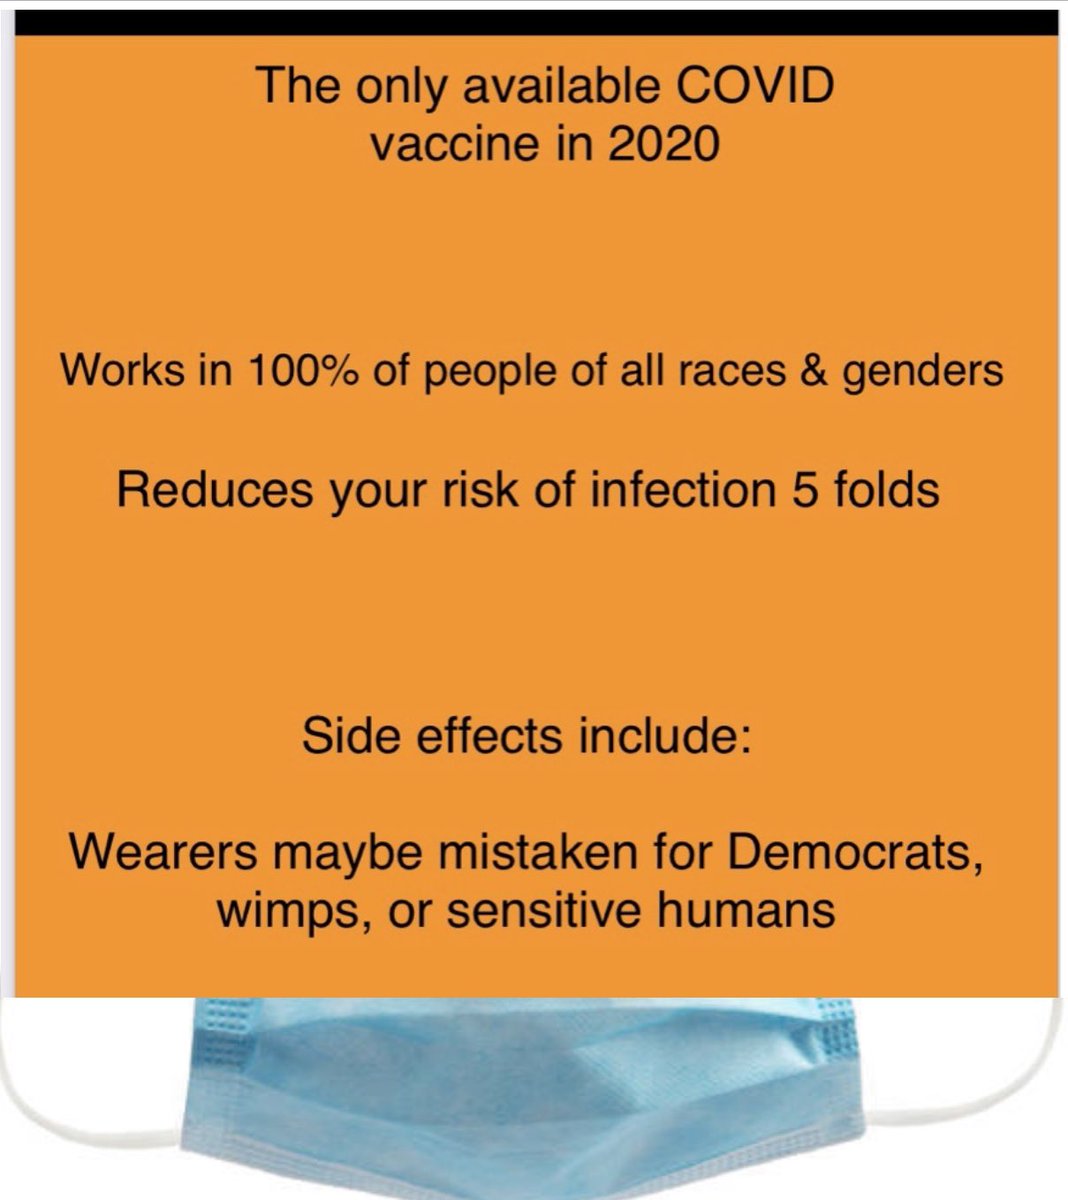 The only available COVID
vaccine in 2020
Works in 100% of people of all races & genders
Reduces your risk of infection 5 folds
Side effects include:
Wearers maybe mistaken for Democrats,
wimps, or sensitive humans